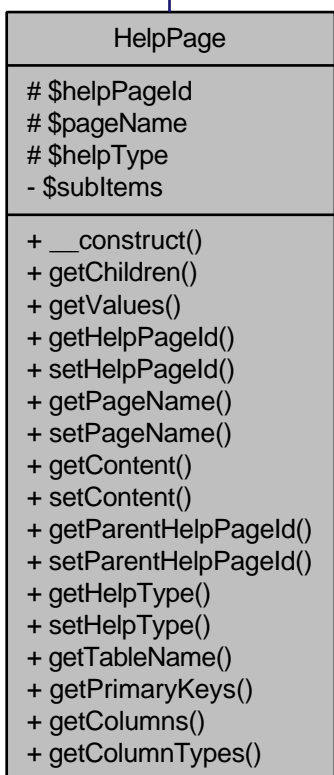 HelpPage
# $helpPageId
# $pageName
# $helpType
- $subItems
+ __construct()
+ getChildren()
+ getValues()
+ getHelpPageId()
+ setHelpPageId()
+ getPageName()
+ setPageName()
+ getContent()
+ setContent()
+ getParentHelpPageId()
+ setParentHelpPageId()
+ getHelpType()
+ setHelpType()
+ getTableName()
+ getPrimaryKeys()
+ getColumns()
+ getColumnTypes()